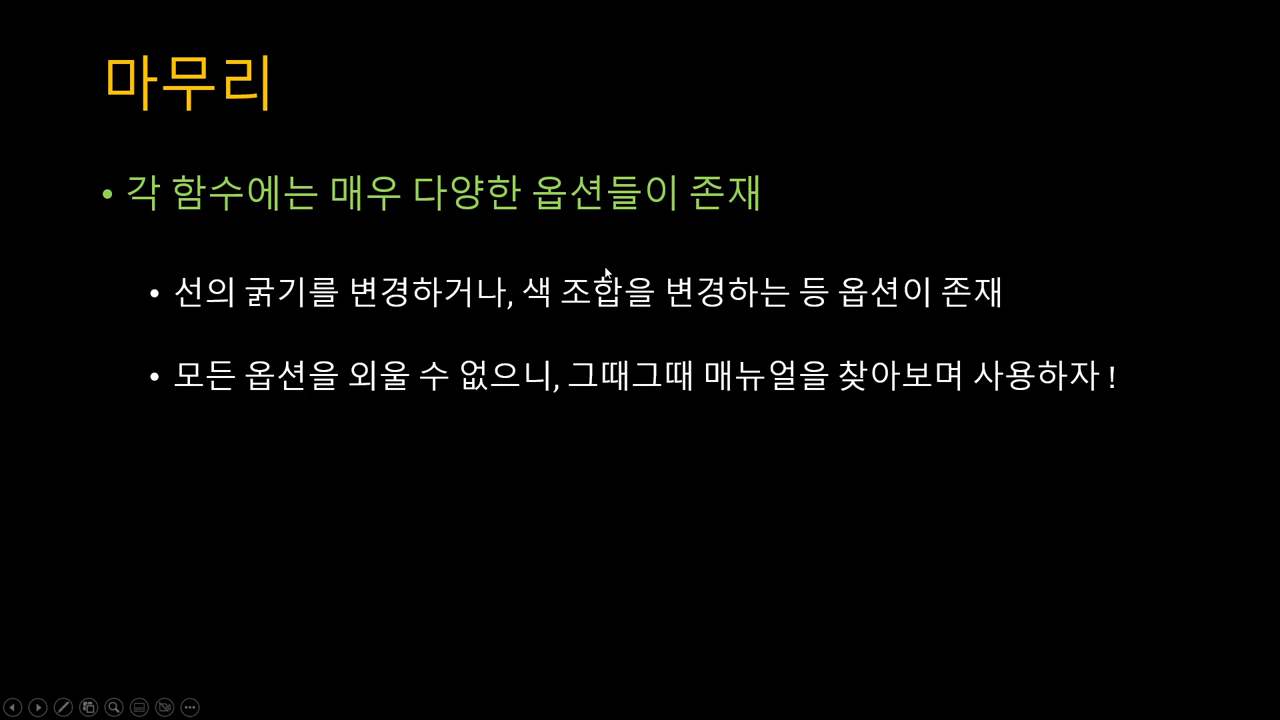 마무리
• 각 함수에는 매우 다양한 옵션들이 존재
• 선의 굵기를 변경하거나, 색 조합을 변경하는 등 옵션이 존재
• 모든 옵션을 외울 수 없으니, 그때그때 매뉴얼을 찾아보며 사용하자 !